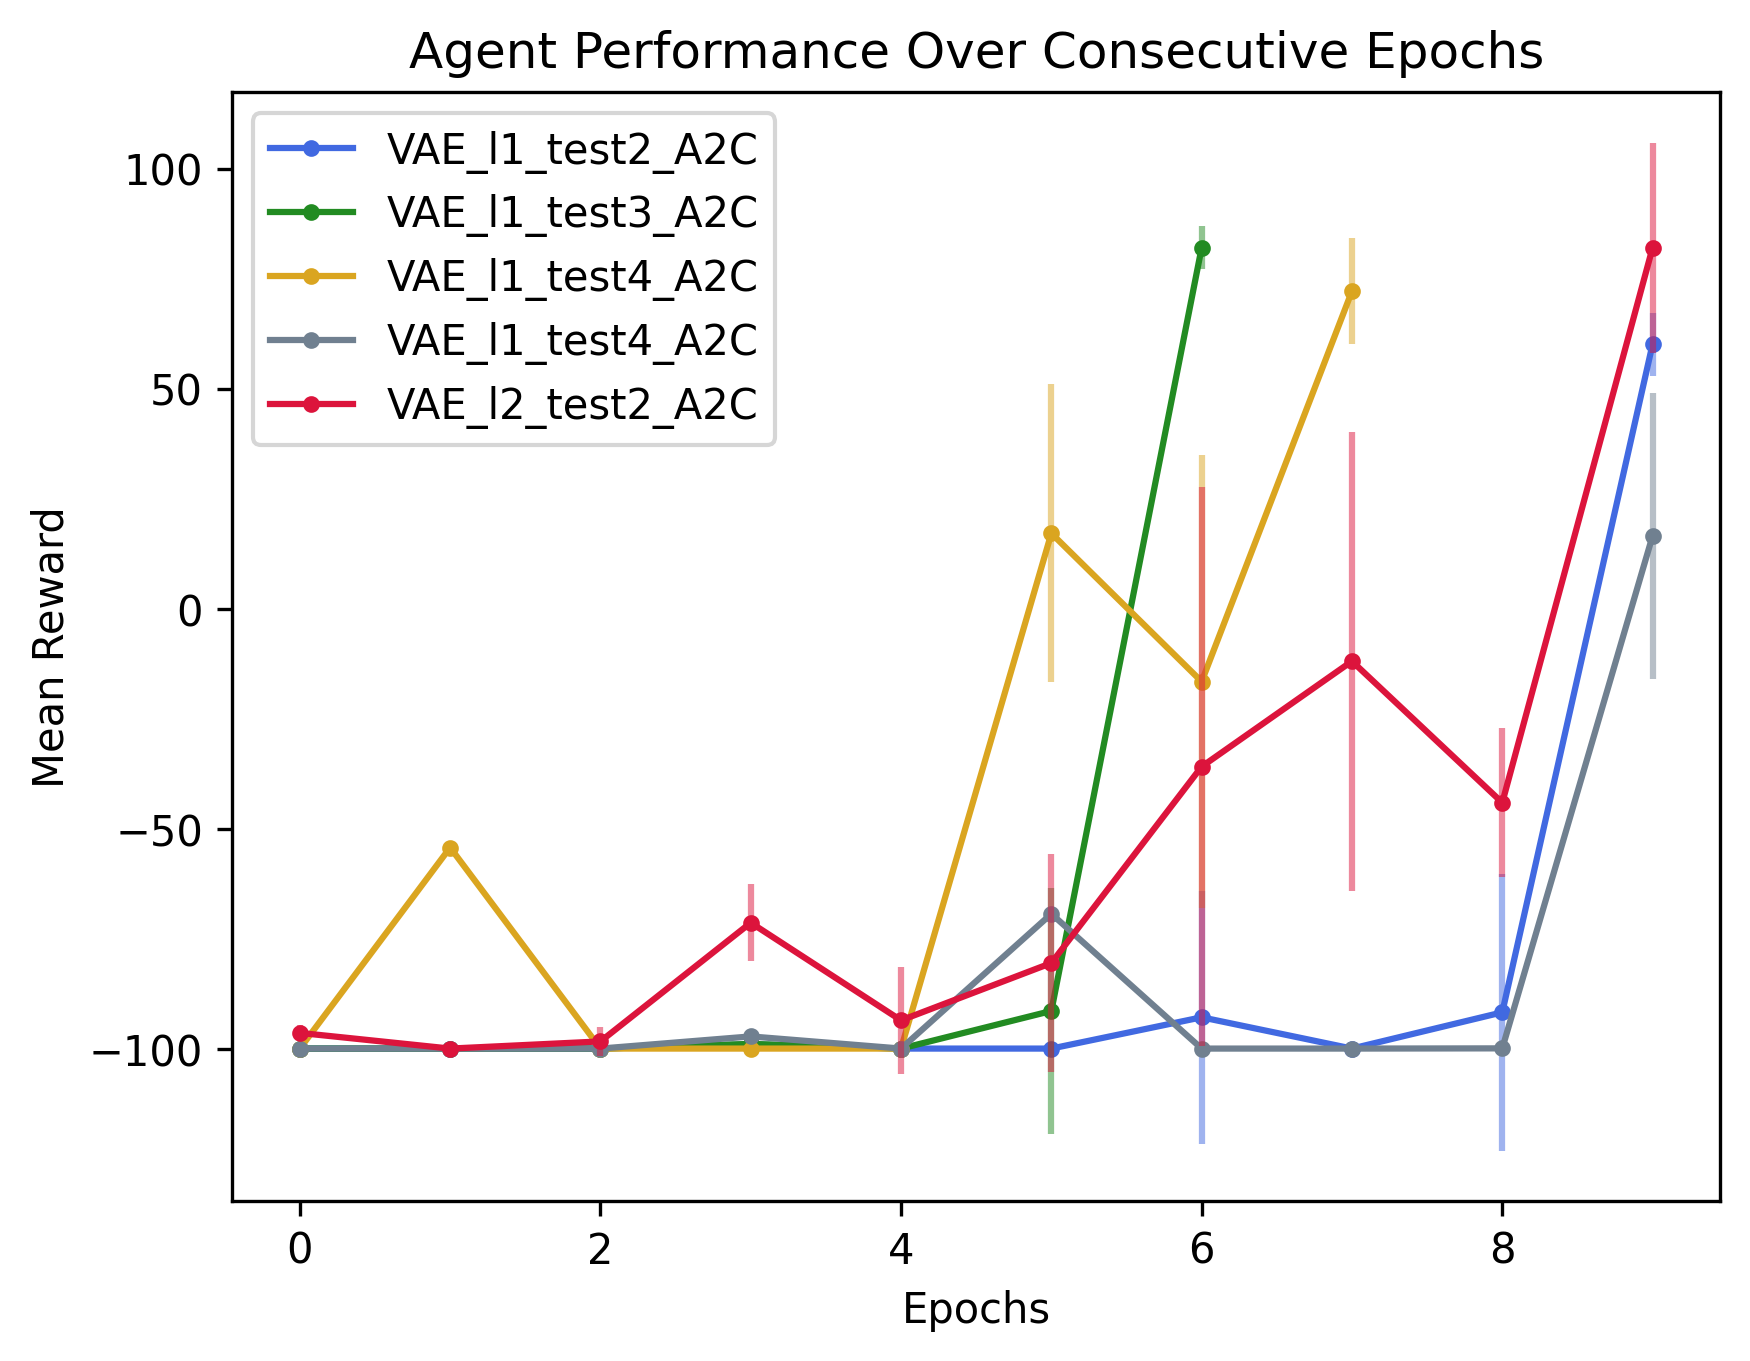 Agent Performance Over Consecutive Epochs
VAE_l1_test2_A2C
VAE_l1_test3_A2C
VAE_l1_test4_A2C
VAE_l1_test4_A2C
VAE_l2_test2_A2C
100
50
0
−50
−100
Mean Reward
0 2 4 6 8
Epochs